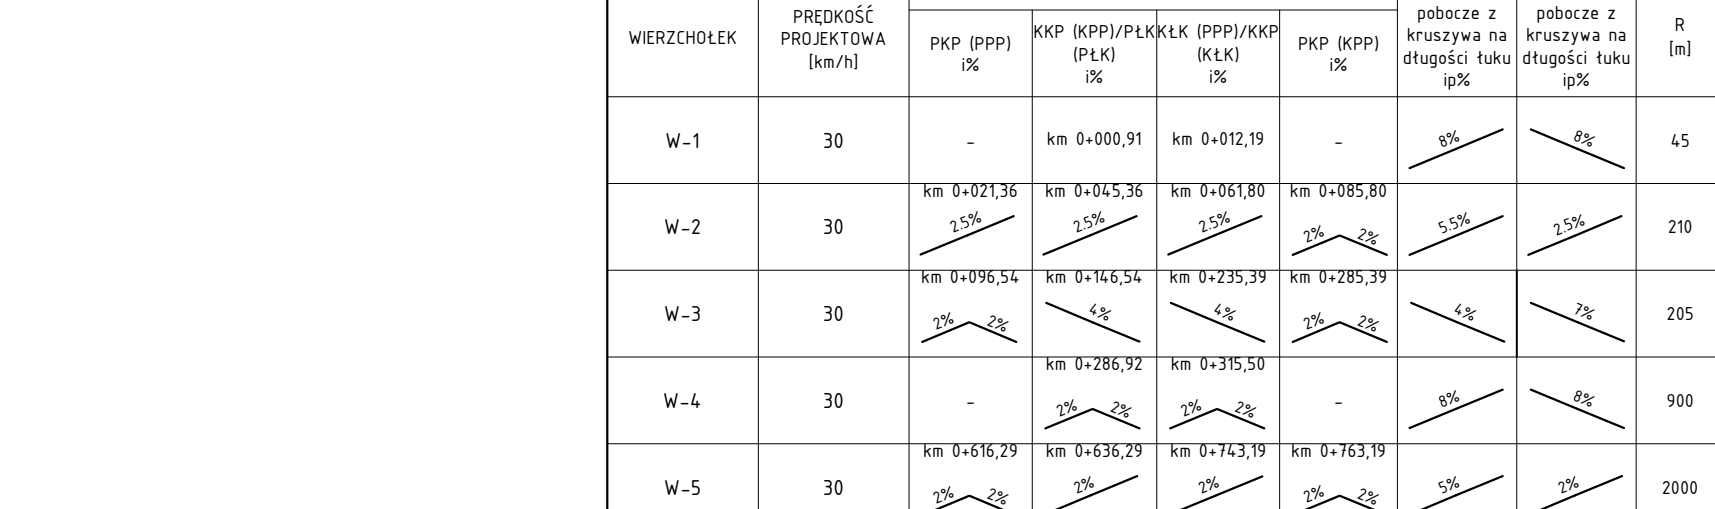 WIERZCHOŁEK
PRĘDKOŚĆ
PROJEKTOWA
[km/h]
PKP (PPP)
i%
KKP (KPP)/PŁK
(PŁK)
i%
KŁK (PPP)/KKP
(KŁK)
i%
PKP (KPP)
i%
pobocze z
kruszywa na
długości łuku
ip%
pobocze z
kruszywa na
długości łuku
ip%
R
[m]
W-1 30 - km 0+000,91 km 0+012,19 - 8% 8% 45
km 0+021,36 km 0+045,36 km 0+061,80 km 0+085,80
W-2 30 2.5% 2.5% 2.5% 2% 2% 5.5% 2.5% 210
km 0+096,54 km 0+146,54 km 0+235,39 km 0+285,39
W-3 30 2% 2% 4% 4% 2% 2% 4% 7% 205
km 0+286,92 km 0+315,50
W-4 30 - 2% 2% 2% 2% - 8% 8% 900
km 0+616,29 km 0+636,29 km 0+743,19 km 0+763,19
W-5 30 2% 2% 2% 2% 2% 2% 5% 2% 2000